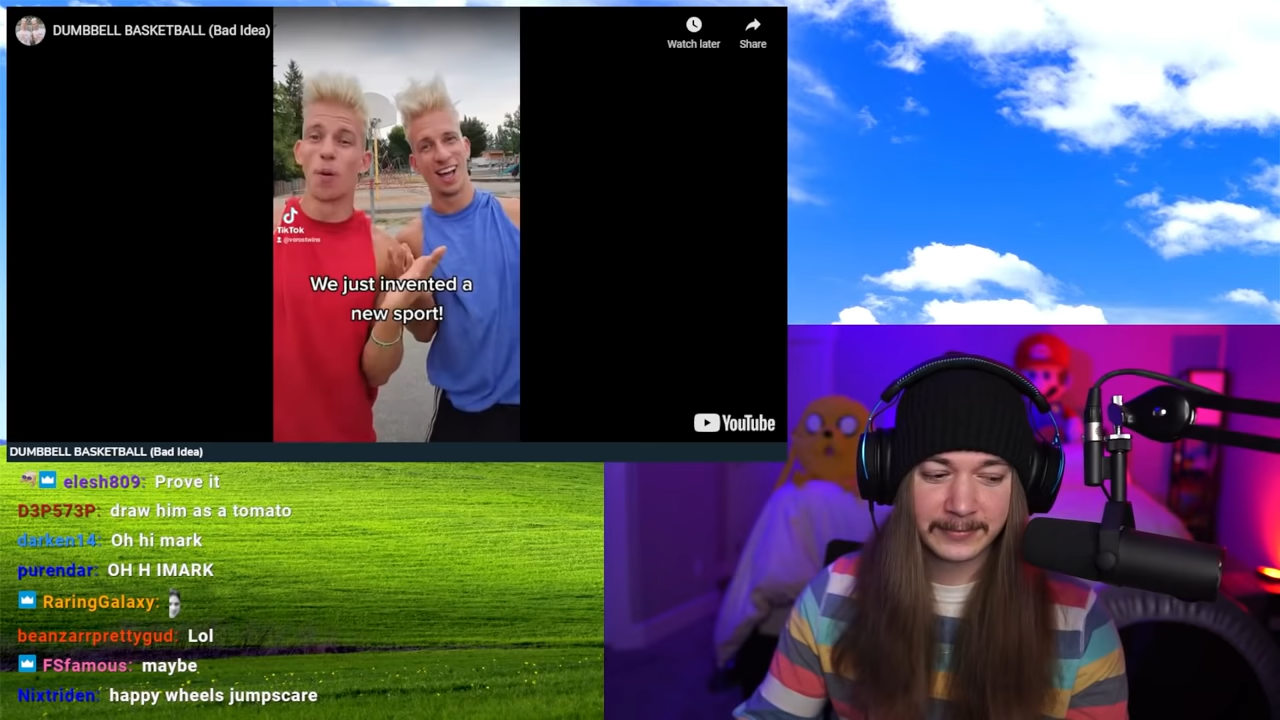 DUMBBELL BASKETBALL (Bad Idea)
Watch later
Share
TikTok
@vorostwins
We just invented a
new sport!
YouTube
DUMBBELL BASKETBALL (Bad Idea)
elesh809: Prove it
D3P573P: draw him as a tomato
darken14: Oh hi mark
purendar: OH H IMARK
RaringGalaxy:
beanzarrprettygud: Lol
FSfamous: maybe
Nixtriden: happy wheels jumpscare